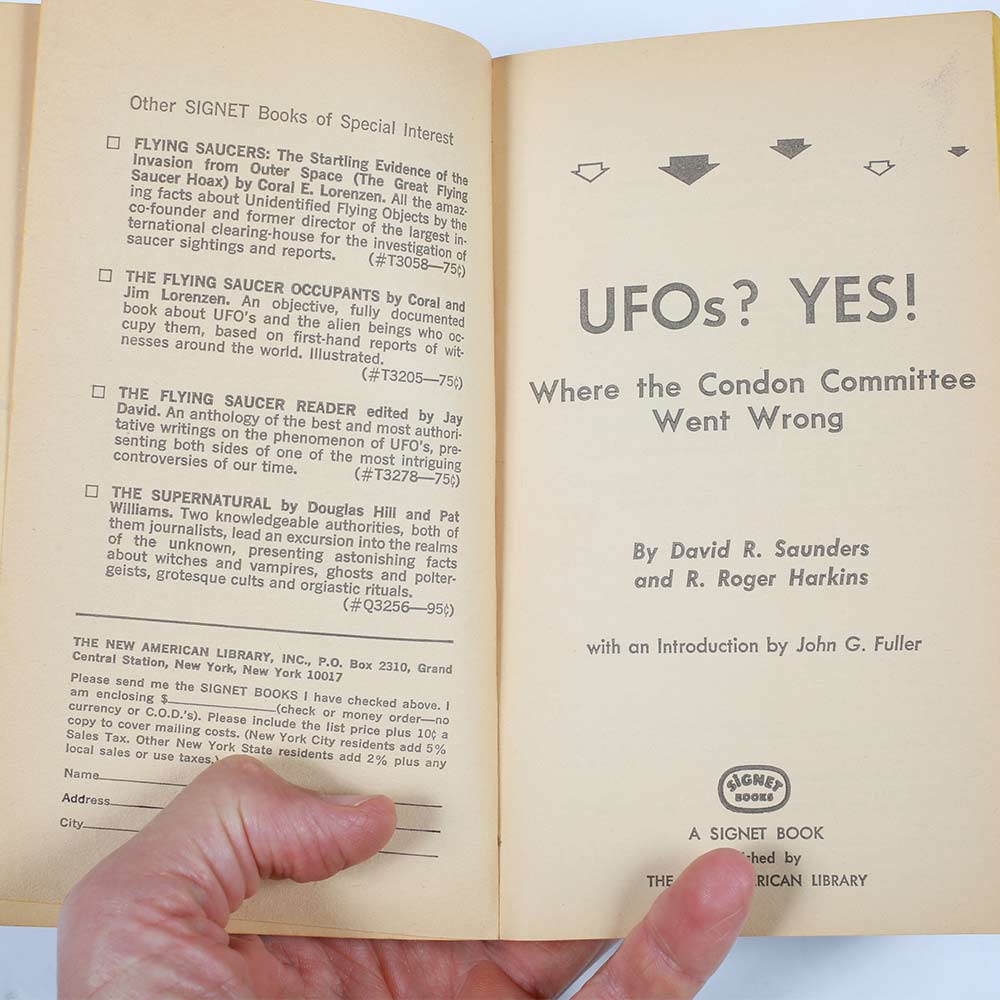 Other SIGNET Books of Special Interest
FLYING SAUCERS: The Startling Evidence of the
Invasion from Outer Space (The Great Flying
Saucer Hoax) by Coral E. Lorenzen. All the amaz-
ing facts about Unidentified Flying Objects by the
co-founder and former director of the largest in-
ternational clearing-house for the investigation of
saucer sightings and reports. (#T3058—75¢)
THE FLYING SAUCER OCCUPANTS by Coral and
Jim Lorenzen. An objective, fully documented
book about UFO's and the alien beings who oc-
cupy them, based on first-hand reports of wit-
nesses around the world. Illustrated.
(#T3205—75¢)
THE FLYING SAUCER READER edited by Jay
David. An anthology of the best and most authori-
tative writings on the phenomenon of UFO's, pre-
senting both sides of one of the most intriguing
controversies of our time. (#T3278—75¢)
THE SUPERNATURAL by Douglas Hill and Pat
Williams. Two knowledgeable authorities, both of
them journalists, lead an excursion into the realms
of the unknown, presenting astonishing facts
about witches and vampires, ghosts and polter-
geists, grotesque cults and orgiastic rituals.
(#Q3256—95¢)
THE NEW AMERICAN LIBRARY, INC., P.O. Box 2310, Grand
Central Station, New York, New York 10017
Please send me the SIGNET BOOKS I have checked above. I
am enclosing $__________(check or money order—no
currency or C.O.D.'s). Please include the list price plus 10¢ a
copy to cover mailing costs. (New York City residents add 5%
Sales Tax. Other New York State residents add 2% plus any
local sales or use taxes.)
Name
Address
City
UFOs? YES!
Where the Condon Committee
Went Wrong
By David R. Saunders
and R. Roger Harkins
with an Introduction by John G. Fuller
SIGNET
BOOKS
A SIGNET BOOK
by
THE LIBRARY